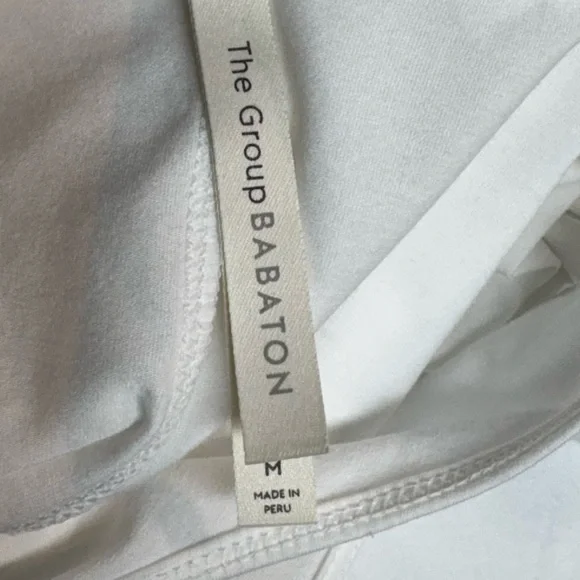 The Group BABATON
M
MADE IN
PERU